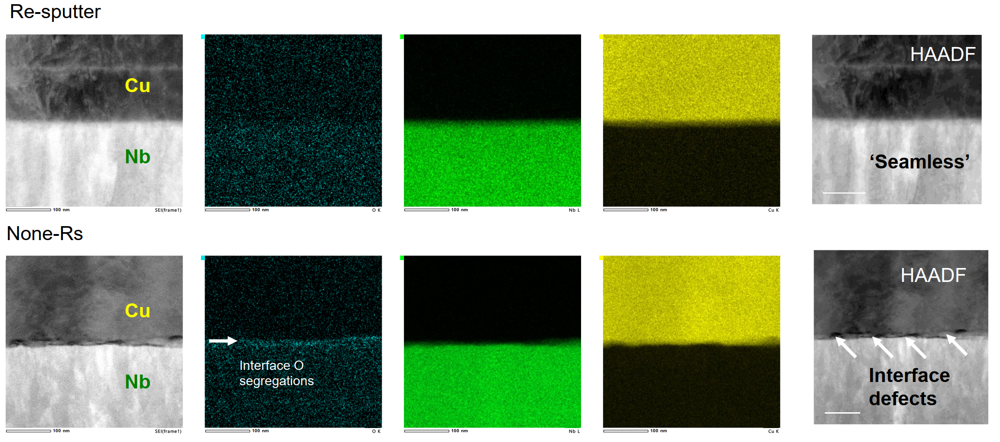 Re-sputter
Cu
Nb
HAADF
‘Seamless’
100 nm
SEI(frame1)
100 nm
O K
100 nm
Nb L
100 nm
Cu K
None-Rs
Cu
Nb
Interface O
segregations
HAADF
Interface
defects
100 nm
SEI(frame1)
100 nm
O K
100 nm
Nb L
100 nm
Cu K